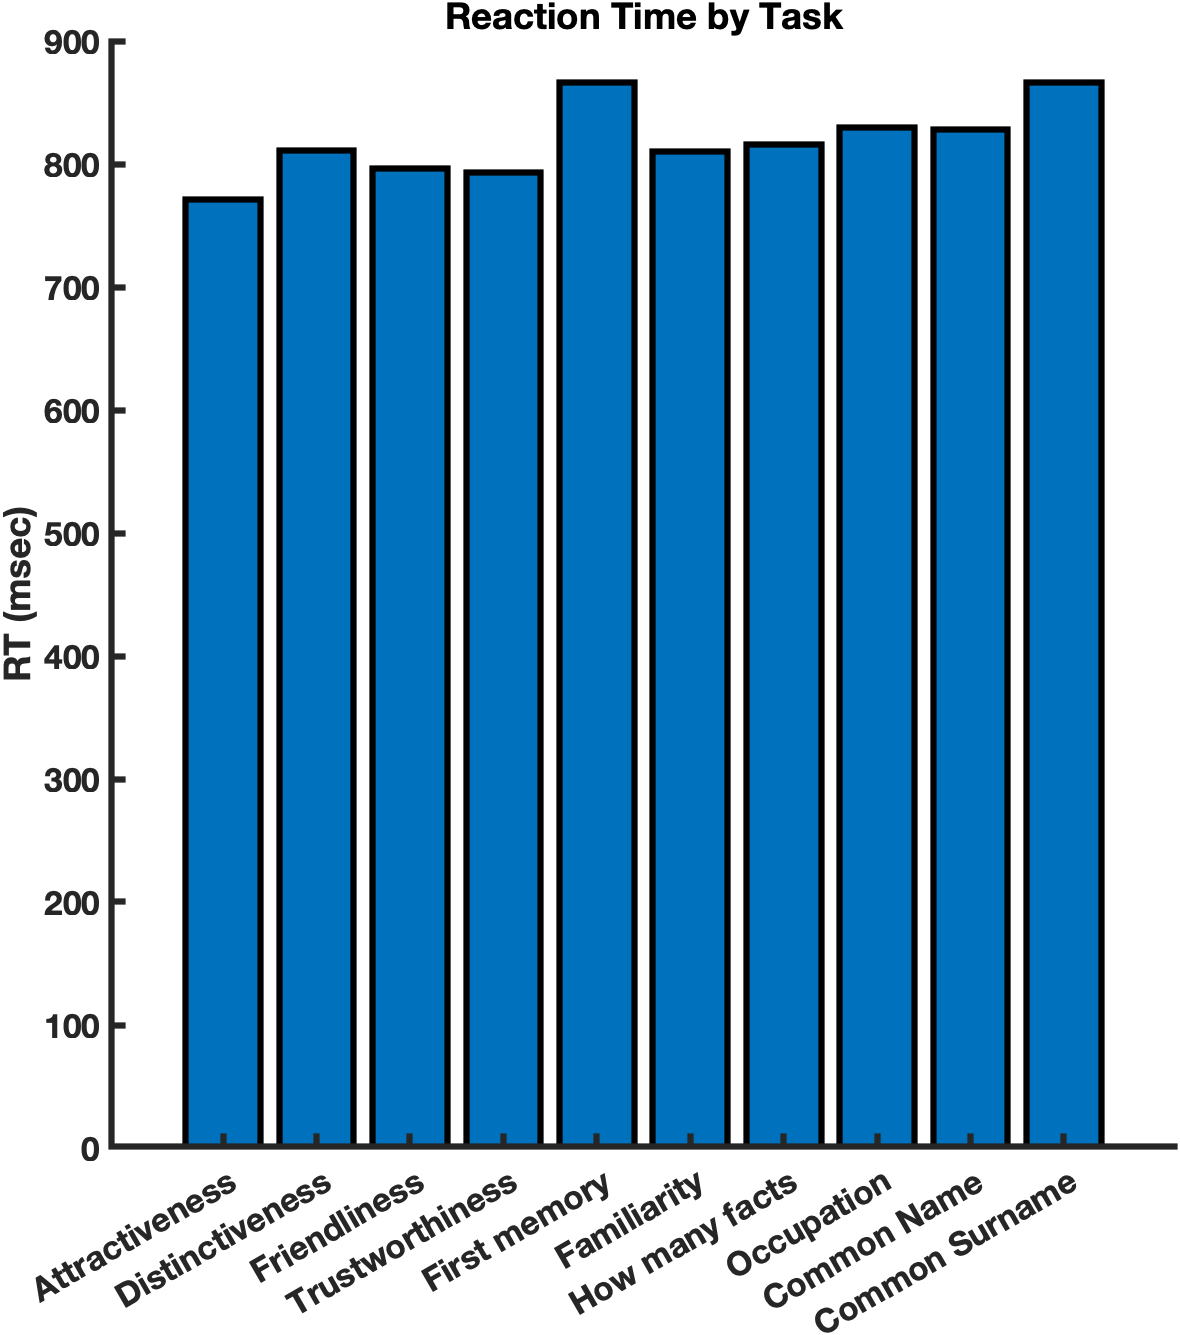 Reaction Time by Task
900
800
700
600
500
400
300
200
100
0
RT (msec)
Attractiveness
Distinctiveness
Friendliness
Trustworthiness
First memory
Familiarity
How many facts
Occupation
Common Name
Common Surname